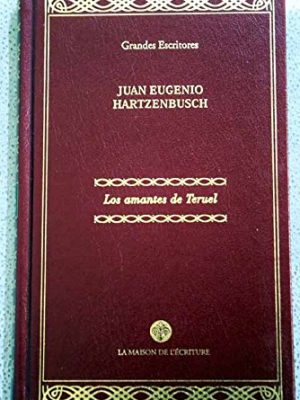 Grandes Escritores
JUAN EUGENIO
HARTZENBUSCH
Los amantes de Teruel
LA MAISON DE L'ÉCRITURE